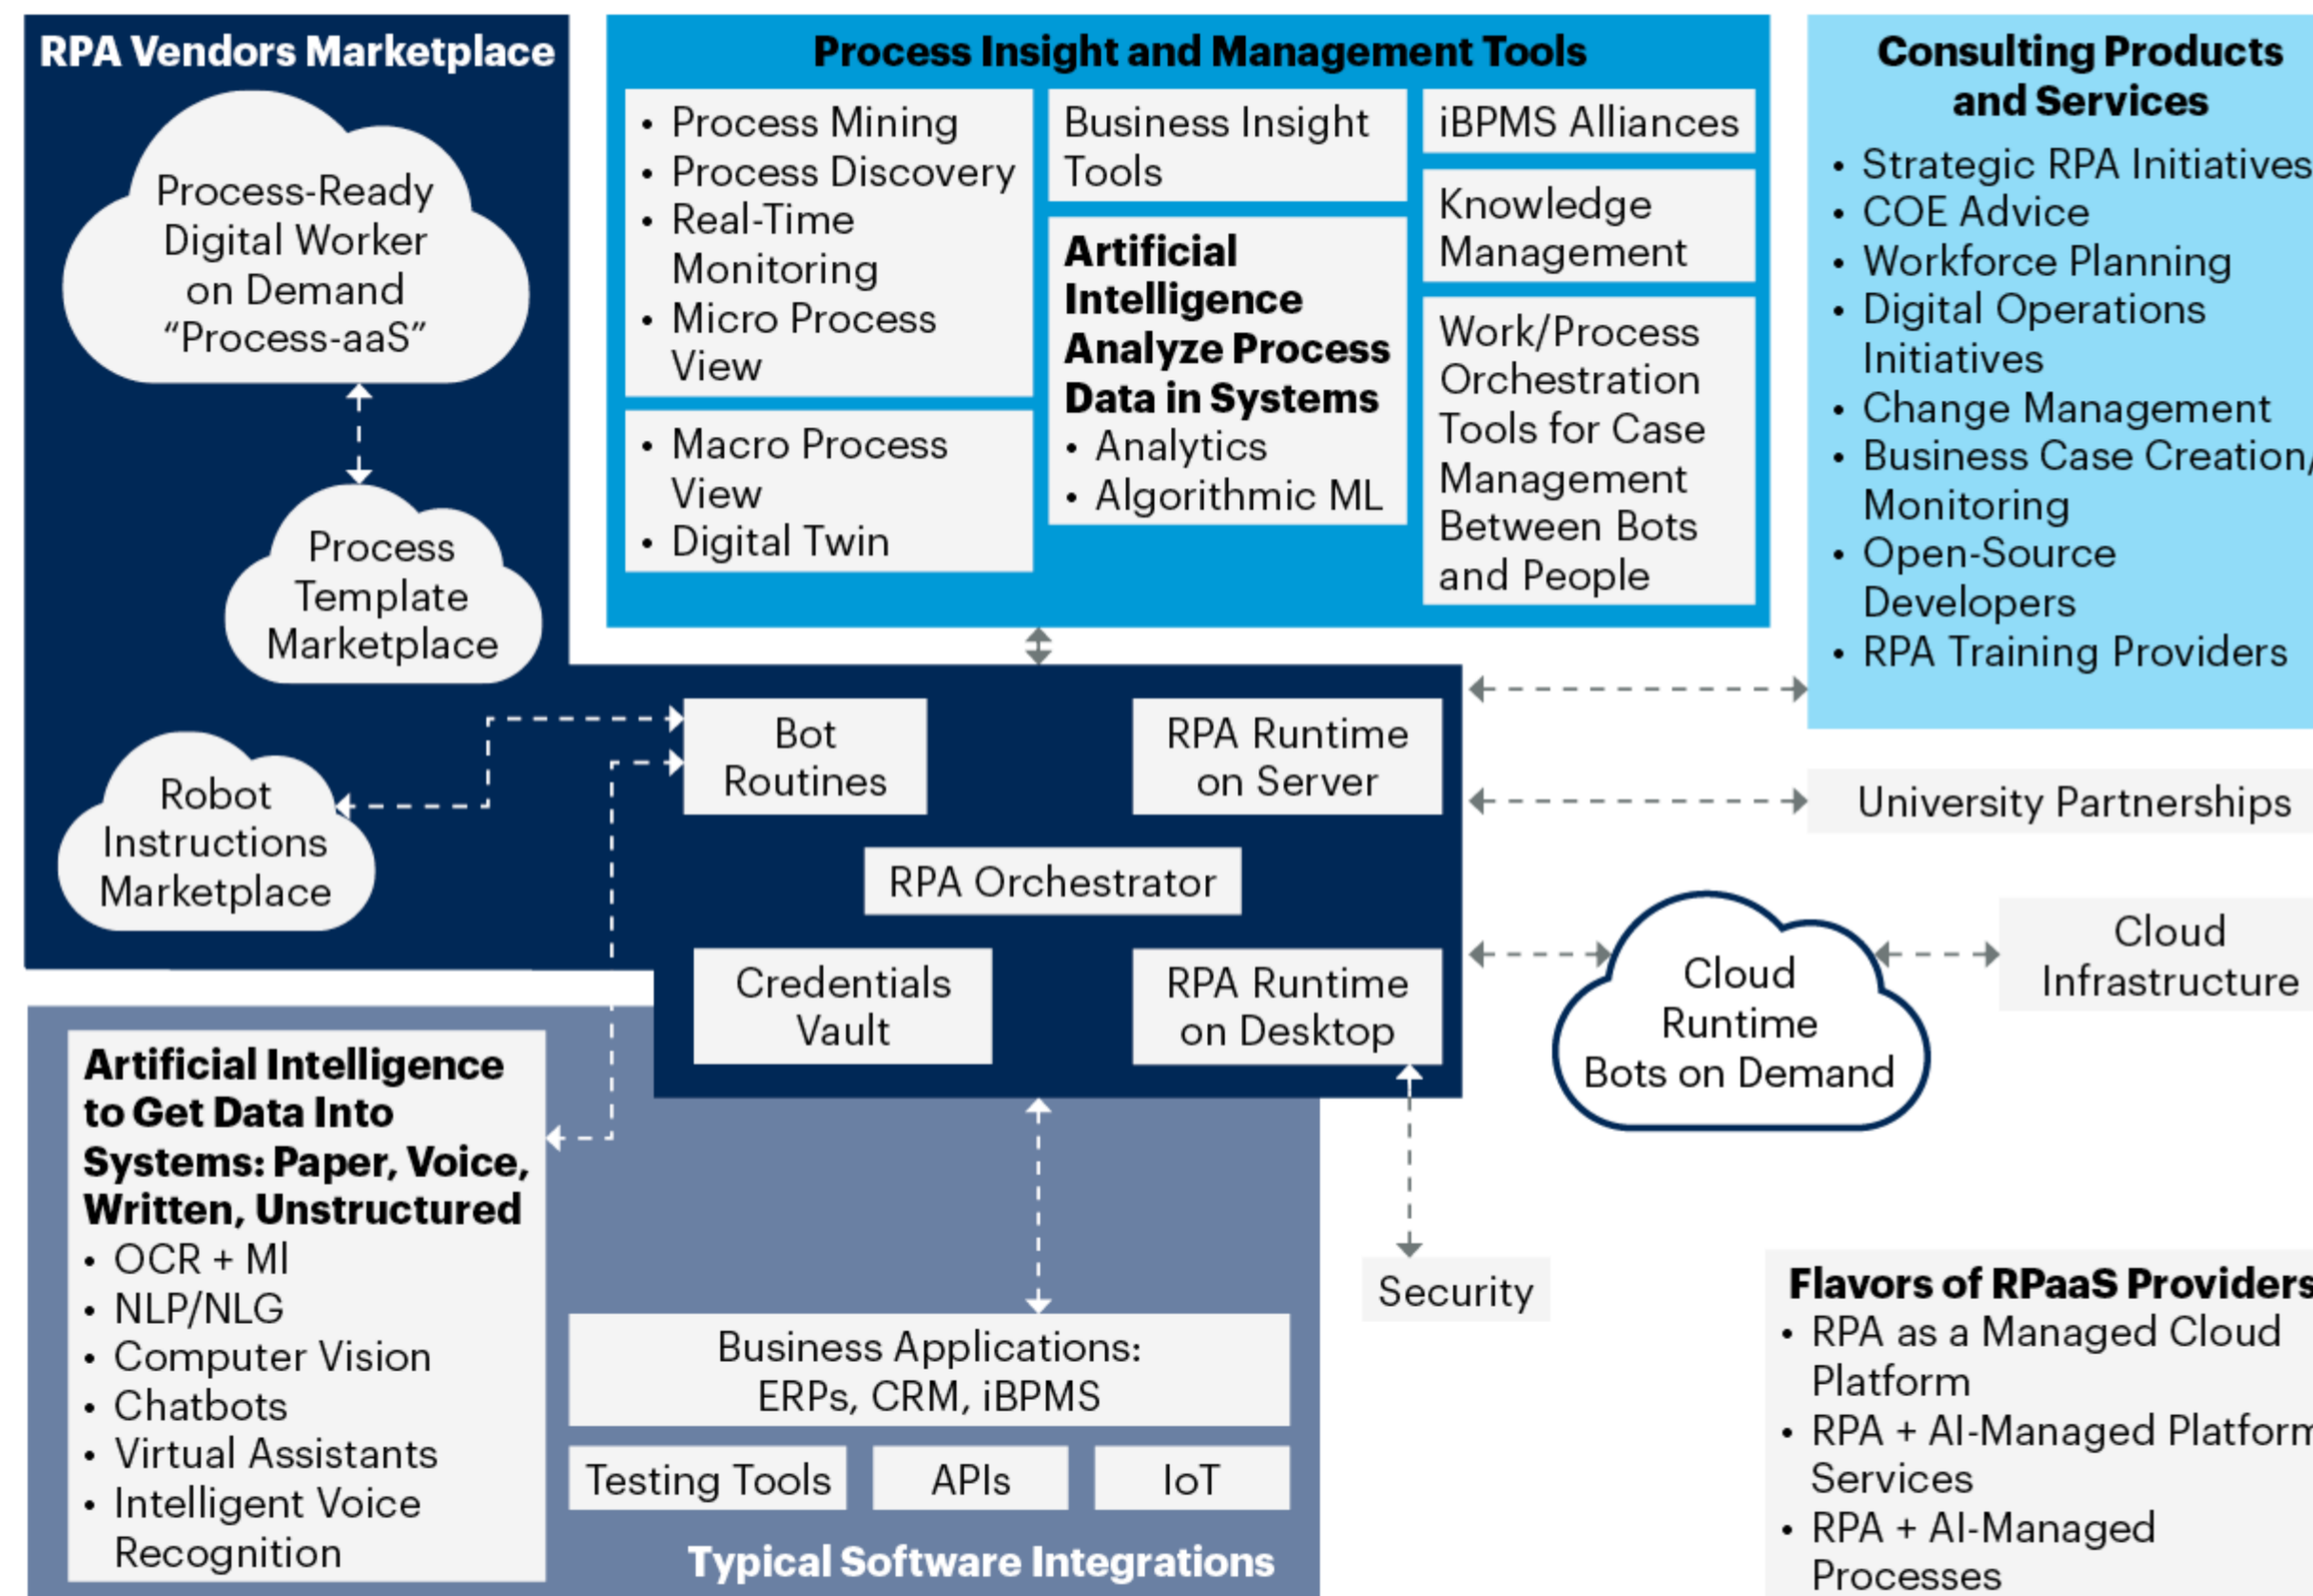 RPA Vendors Marketplace
Process-Ready
Digital Worker
on Demand
“Process-aaS”
Process
Template
Marketplace
Robot
Instructions
Marketplace
Process Insight and Management Tools
• Process Mining
• Process Discovery
• Real-Time
Monitoring
• Micro Process
View
• Macro Process
View
• Digital Twin
Business Insight
Tools
Artificial
Intelligence
Analyze Process
Data in Systems
• Analytics
• Algorithmic ML
iBPMS Alliances
Knowledge
Management
Work/Process
Orchestration
Tools for Case
Management
Between Bots
and People
Consulting Products
and Services
• Strategic RPA Initiatives
• COE Advice
• Workforce Planning
• Digital Operations
Initiatives
• Change Management
• Business Case Creation/
Monitoring
• Open-Source
Developers
• RPA Training Providers
Bot
Routines
RPA Runtime
on Server
RPA Orchestrator
Credentials
Vault
RPA Runtime
on Desktop
University Partnerships
Cloud
Runtime
Bots on Demand
Cloud
Infrastructure
Security
Artificial Intelligence
to Get Data Into
Systems: Paper, Voice,
Written, Unstructured
• OCR + Ml
• NLP/NLG
• Computer Vision
• Chatbots
• Virtual Assistants
• Intelligent Voice
Recognition
Business Applications:
ERPs, CRM, iBPMS
Testing Tools
APIs
IoT
Typical Software Integrations
Flavors of RPaaS Providers
• RPA as a Managed Cloud
Platform
• RPA + AI-Managed Platform
Services
• RPA + AI-Managed
Processes